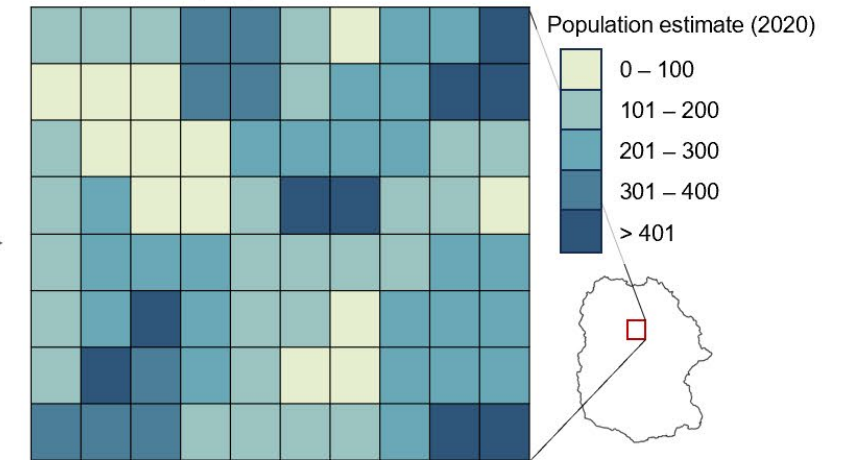 Population estimate (2020)
0 – 100
101 – 200
201 – 300
301 – 400
> 401